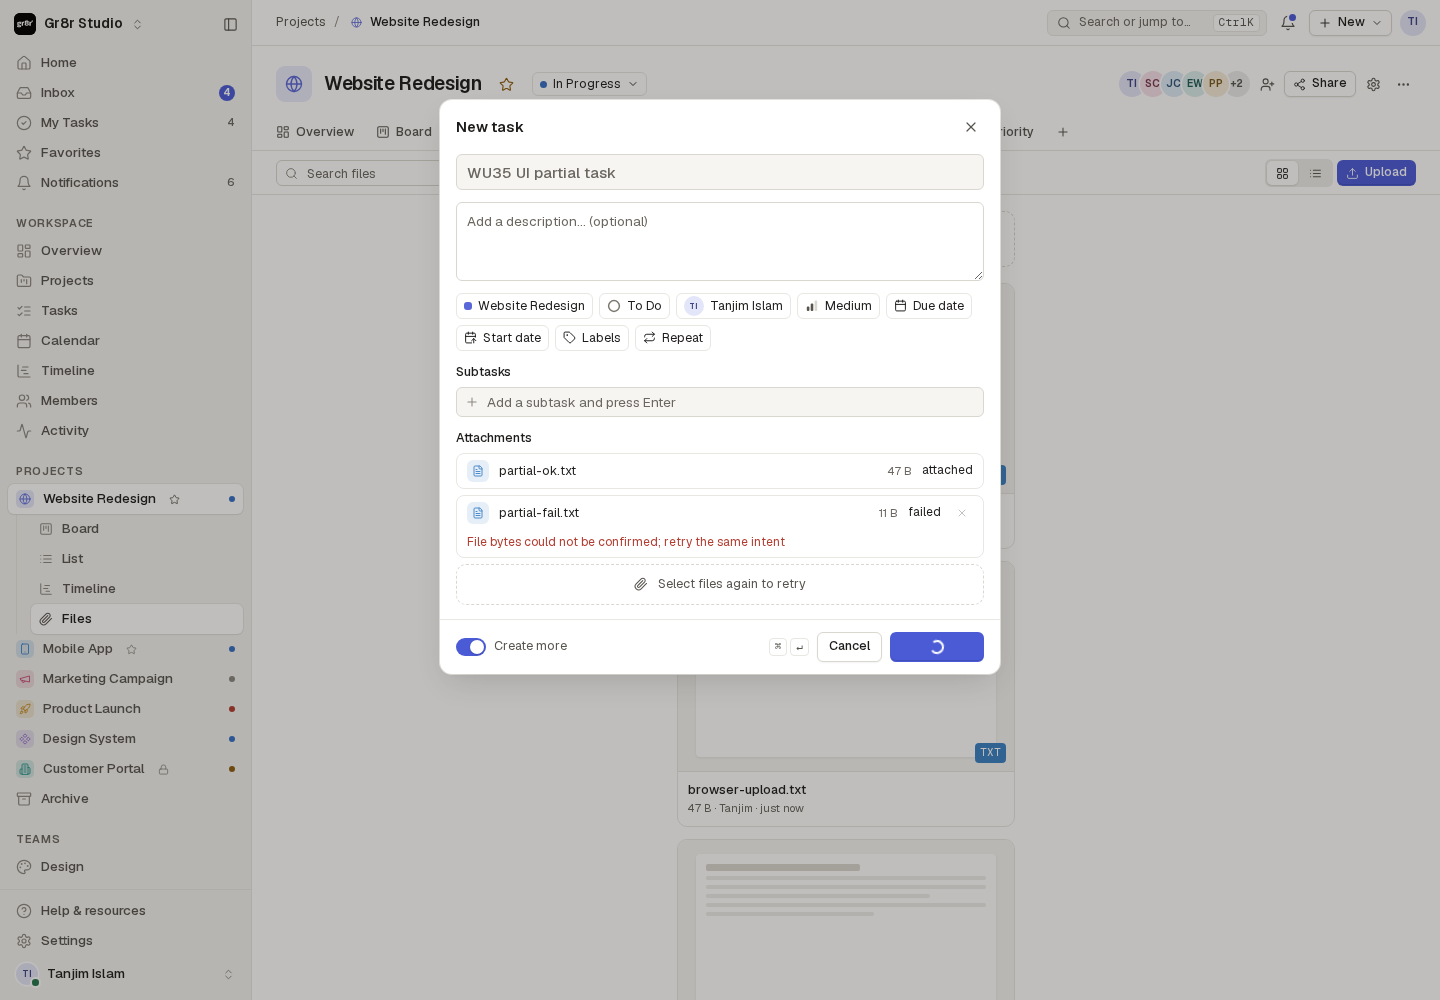 gr8r
Gr8r Studio
Projects / Website Redesign
Search or jump to... CtrlK
New
TI
Home
Inbox 4
My Tasks 4
Favorites
Notifications 6
WORKSPACE
Overview
Projects
Tasks
Calendar
Timeline
Members
Activity
PROJECTS
Website Redesign
Board
List
Timeline
Files
Mobile App
Marketing Campaign
Product Launch
Design System
Customer Portal
Archive
TEAMS
Design
Help & resources
Settings
TI Tanjim Islam
Website Redesign
In Progress
TI SC JC EW PP +2
Share
Overview
Board
Search files
Upload
New task
WU35 UI partial task
Add a description... (optional)
Website Redesign
To Do
TI Tanjim Islam
Medium
Due date
Start date
Labels
Repeat
Subtasks
Add a subtask and press Enter
Attachments
partial-ok.txt 47 B attached
partial-fail.txt 11 B failed
File bytes could not be confirmed; retry the same intent
Select files again to retry
Create more
⌘ ↵
Cancel
TXT
browser-upload.txt
47 B · Tanjim · just now